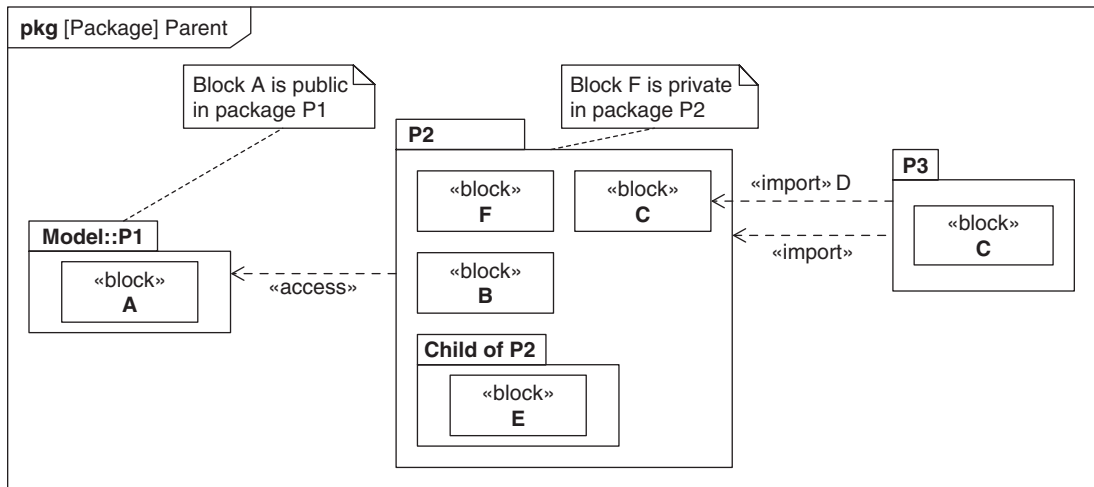 pkg [Package] Parent
Block A is public
in package P1
Block F is private
in package P2
P2
«block»
F
«block»
C
«import» D
P3
«block»
C
«import»
Model::P1
«block»
A
«access»
«block»
B
Child of P2
«block»
E